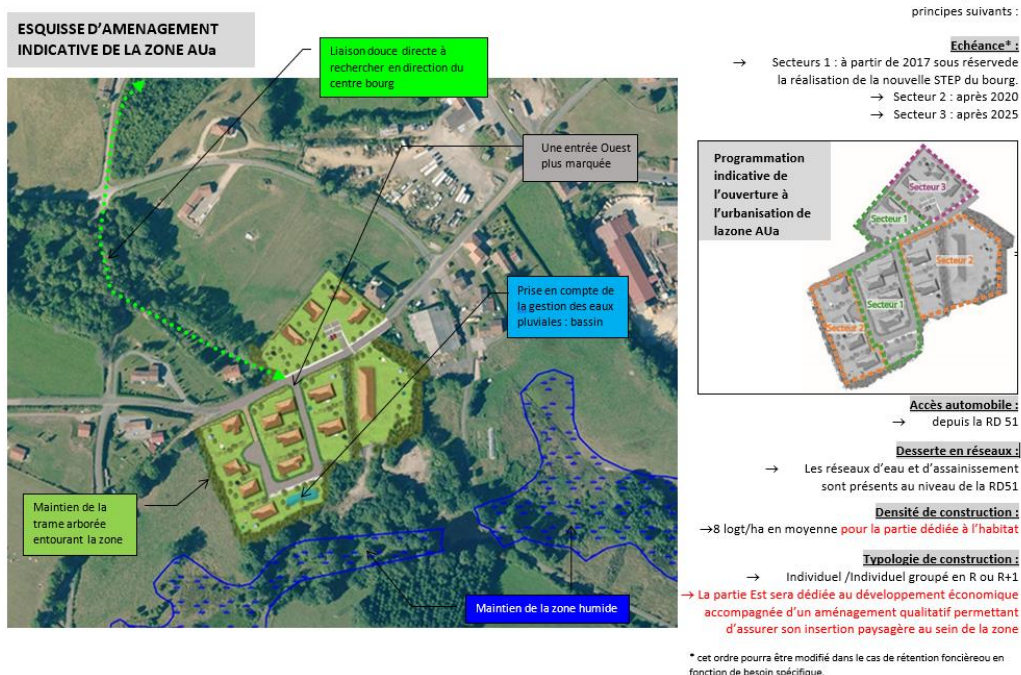 ESQUISSE D'AMENAGEMENT
INDICATIVE DE LA ZONE AUa
Liaison douce directe à
rechercher en direction du
centre bourg
Une entrée Ouest
plus marquée
Prise en compte de
la gestion des eaux
pluviales : bassin
Maintien de la
trame arborée
entourant la zone
Maintien de la zone humide
principes suivants :
Echéance* :
→ Secteurs 1 : à partir de 2017 sous réservede
la réalisation de la nouvelle STEP du bourg.
→ Secteur 2 : après 2020
→ Secteur 3 : après 2025
Programmation
indicative de
l'ouverture à
l'urbanisation de
lazone AUa
Secteur 3
Secteur 1
Secteur 2
Secteur 1
Secteur 2
Accès automobile :
→ depuis la RD 51
Desserte en réseaux :
→ Les réseaux d'eau et d'assainissement
sont présents au niveau de la RD51
Densité de construction :
→8 logt/ha en moyenne pour la partie dédiée à l'habitat
Typologie de construction :
→ Individuel /Individuel groupé en R ou R+1
→ La partie Est sera dédiée au développement économique
accompagnée d'un aménagement qualitatif permettant
d'assurer son insertion paysagère au sein de la zone
* cet ordre pourra être modifié dans le cas de rétention foncièreou en
fonction de besoin spécifique.